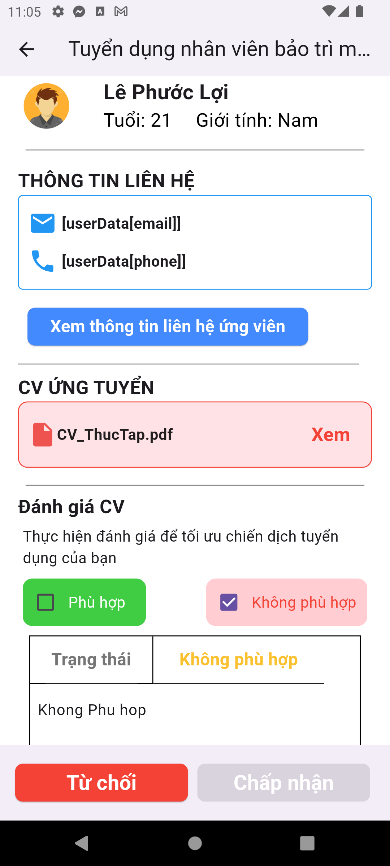 11:05
Tuyển dụng nhân viên bảo trì m...
Lê Phước Lợi
Tuổi: 21 Giới tính: Nam
THÔNG TIN LIÊN HỆ
[userData[email]]
[userData[phone]]
Xem thông tin liên hệ ứng viên
CV ỨNG TUYỂN
CV_ThucTap.pdf Xem
Đánh giá CV
Thực hiện đánh giá để tối ưu chiến dịch tuyển
dụng của bạn
Phù hợp Không phù hợp
Trạng thái Không phù hợp
Khong Phu hop
Từ chối Chấp nhận